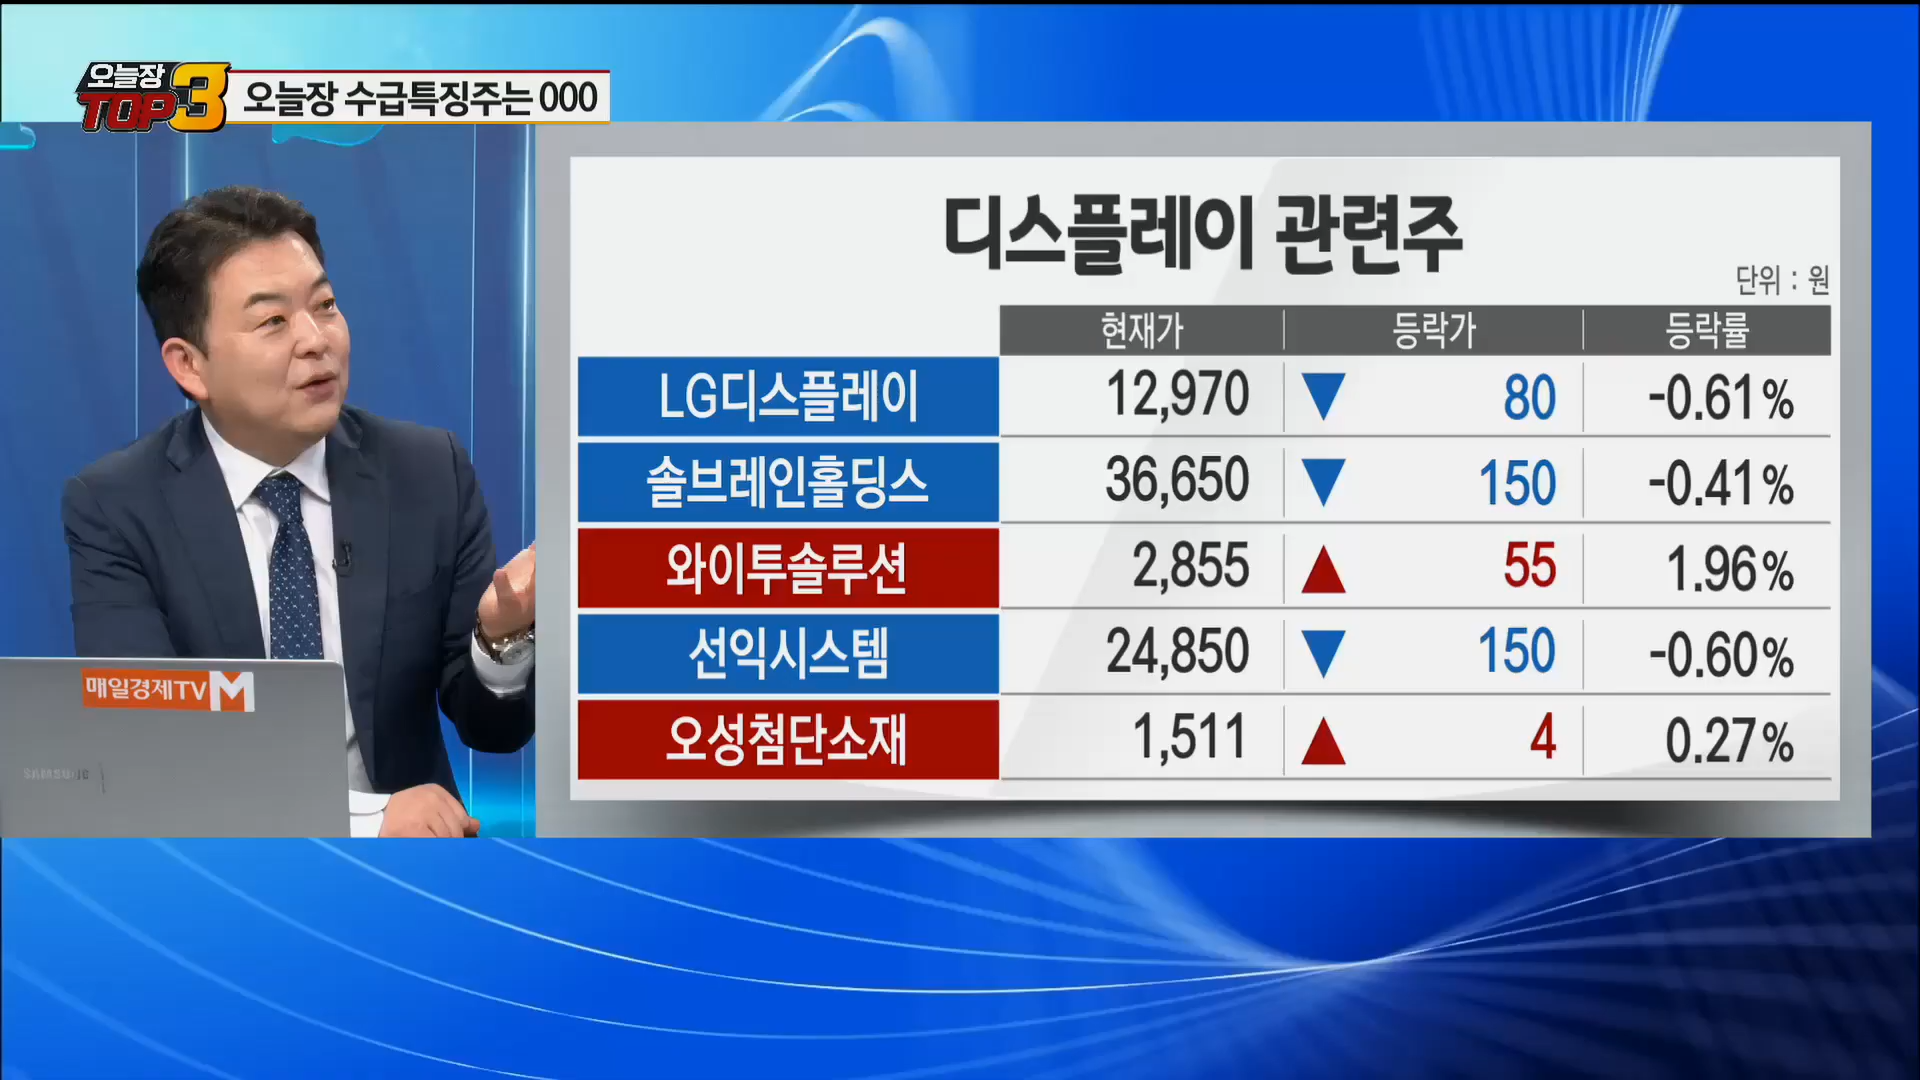 오늘장
TOP3
오늘장 수급특징주는 OOO
디스플레이 관련주
단위 : 원
현재가 등락가 등락률
LG디스플레이 12,970 ▼ 80 -0.61%
솔브레인홀딩스 36,650 ▼ 150 -0.41%
와이투솔루션 2,855 ▲ 55 1.96%
선익시스템 24,850 ▼ 150 -0.60%
오성첨단소재 1,511 ▲ 4 0.27%
매일경제TV M
SAMSUNG